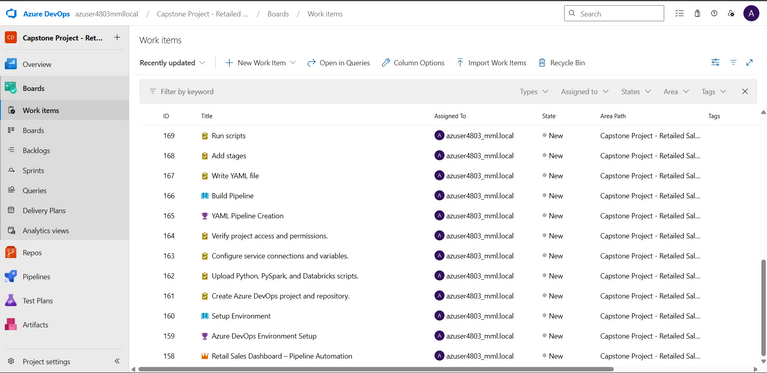 Azure DevOps azuser4803mmllocal / Capstone Project - Retailed ... / Boards / Work items Search A
CD Capstone Project - Ret... +
Overview
Boards
Work items
Boards
Backlogs
Sprints
Queries
Delivery Plans
Analytics views
Repos
Pipelines
Test Plans
Artifacts
Project settings
Work items
Recently updated New Work Item Open in Queries Column Options Import Work Items Recycle Bin
Filter by keyword Types Assigned to States Area Tags
ID Title Assigned To State Area Path Tags
169 Run scripts A azuser4803_mml.local New Capstone Project - Retailed Sal...
168 Add stages A azuser4803_mml.local New Capstone Project - Retailed Sal...
167 Write YAML file A azuser4803_mml.local New Capstone Project - Retailed Sal...
166 Build Pipeline A azuser4803_mml.local New Capstone Project - Retailed Sal...
165 YAML Pipeline Creation A azuser4803_mml.local New Capstone Project - Retailed Sal...
164 Verify project access and permissions. A azuser4803_mml.local New Capstone Project - Retailed Sal...
163 Configure service connections and variables. A azuser4803_mml.local New Capstone Project - Retailed Sal...
162 Upload Python, PySpark, and Databricks scripts. A azuser4803_mml.local New Capstone Project - Retailed Sal...
161 Create Azure DevOps project and repository. A azuser4803_mml.local New Capstone Project - Retailed Sal...
160 Setup Environment A azuser4803_mml.local New Capstone Project - Retailed Sal...
159 Azure DevOps Environment Setup A azuser4803_mml.local New Capstone Project - Retailed Sal...
158 Retail Sales Dashboard – Pipeline Automation A azuser4803_mml.local New Capstone Project - Retailed Sal...